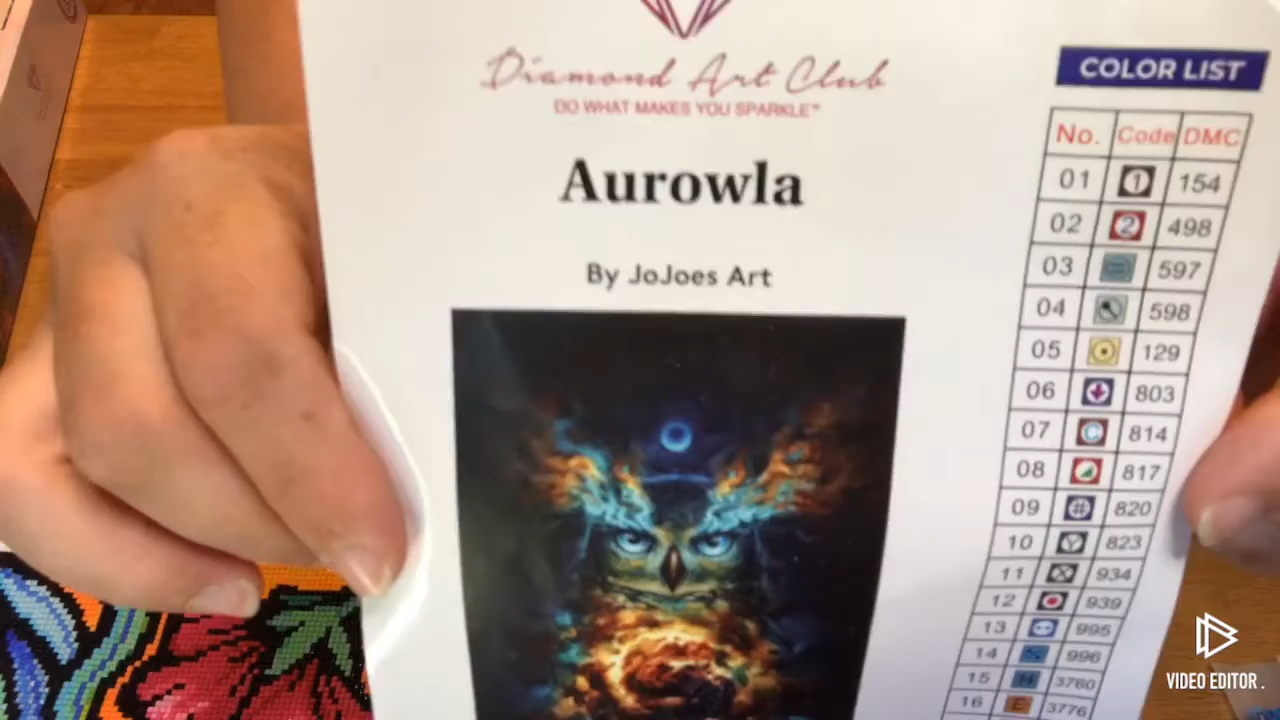 Diamond Art Club
DO WHAT MAKES YOU SPARKLE™
Aurowla
By JoJoes Art
COLOR LIST
No. Code DMC
01 1 154
02 2 498
03 597
04 598
05 129
06 803
07 C 814
08 817
09 # 820
10 Y 823
11 934
12 939
13 995
14 996
15 H 3760
16 E 3776
VIDEO EDITOR .